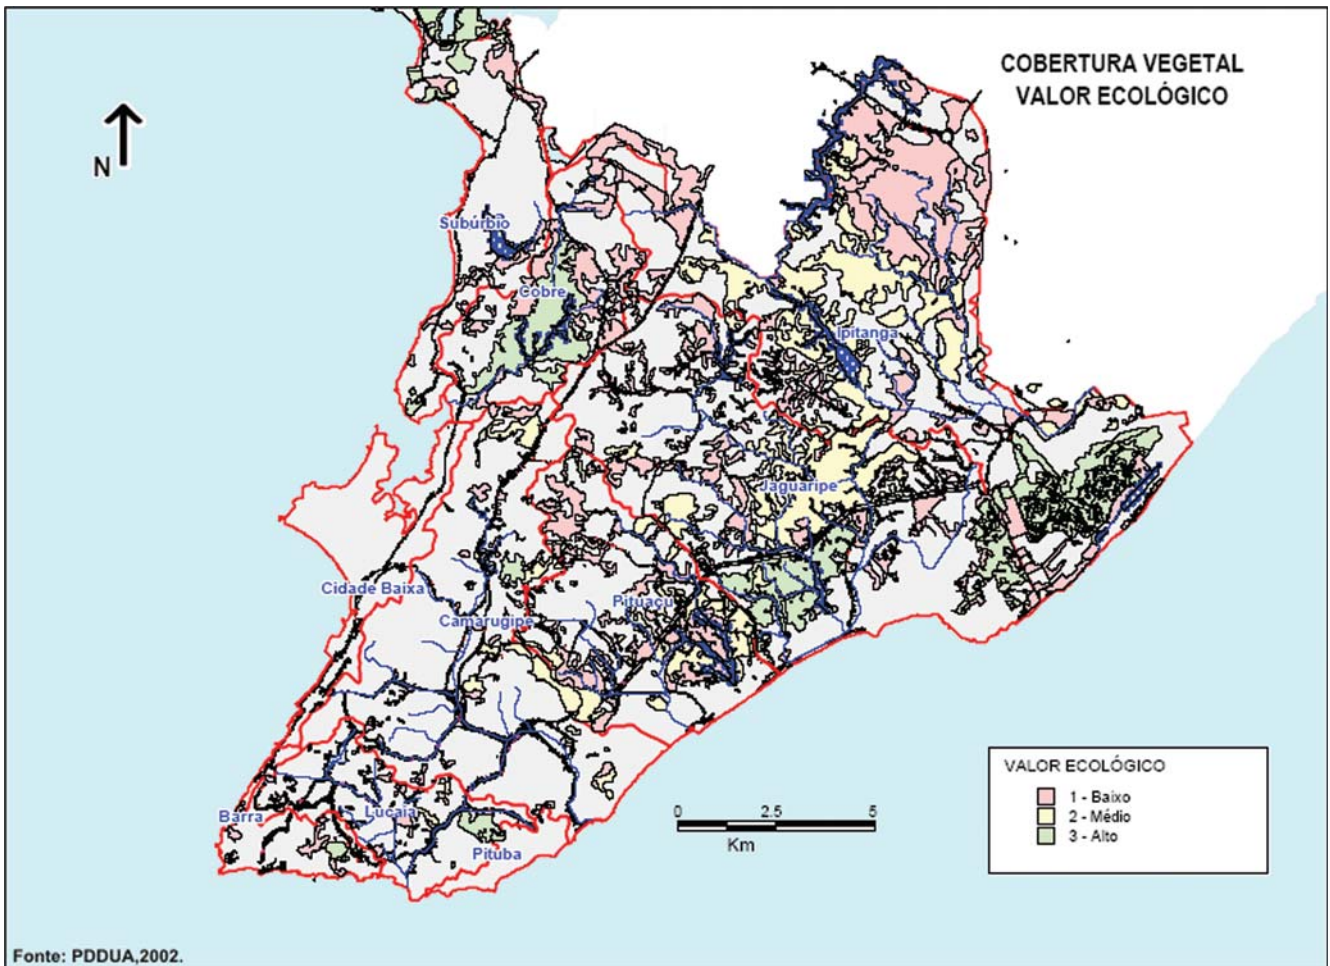 COBERTURA VEGETAL
VALOR ECOLÓGICO
N
Subúrbio
Cobre
Ipitanga
Jaguaripe
Cidade Baixa
Camarugipe
Pituaçu
Barra
Lucaia
Pituba
0 2.5 5
Km
VALOR ECOLÓGICO
1 - Baixo
2 - Médio
3 - Alto
Fonte: PDDUA,2002.